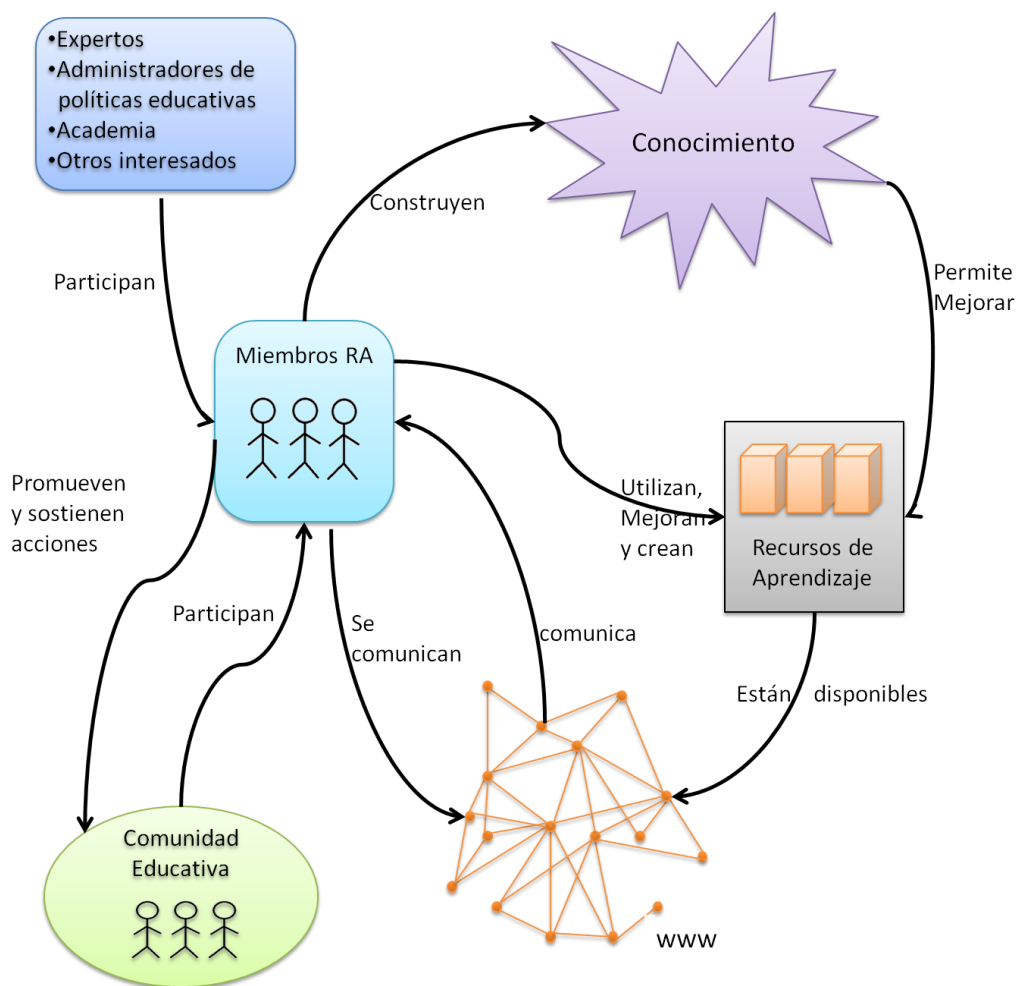 •Expertos
•Administradores de
políticas educativas
•Academia
•Otros interesados
Conocimiento
Construyen
Participan
Permite
Mejorar
Miembros RA
Promueven
y sostienen
acciones
Utilizan,
Mejoran
y crean
Recursos de
Aprendizaje
Participan
Se
comunican
comunica
Están disponibles
Comunidad
Educativa
www